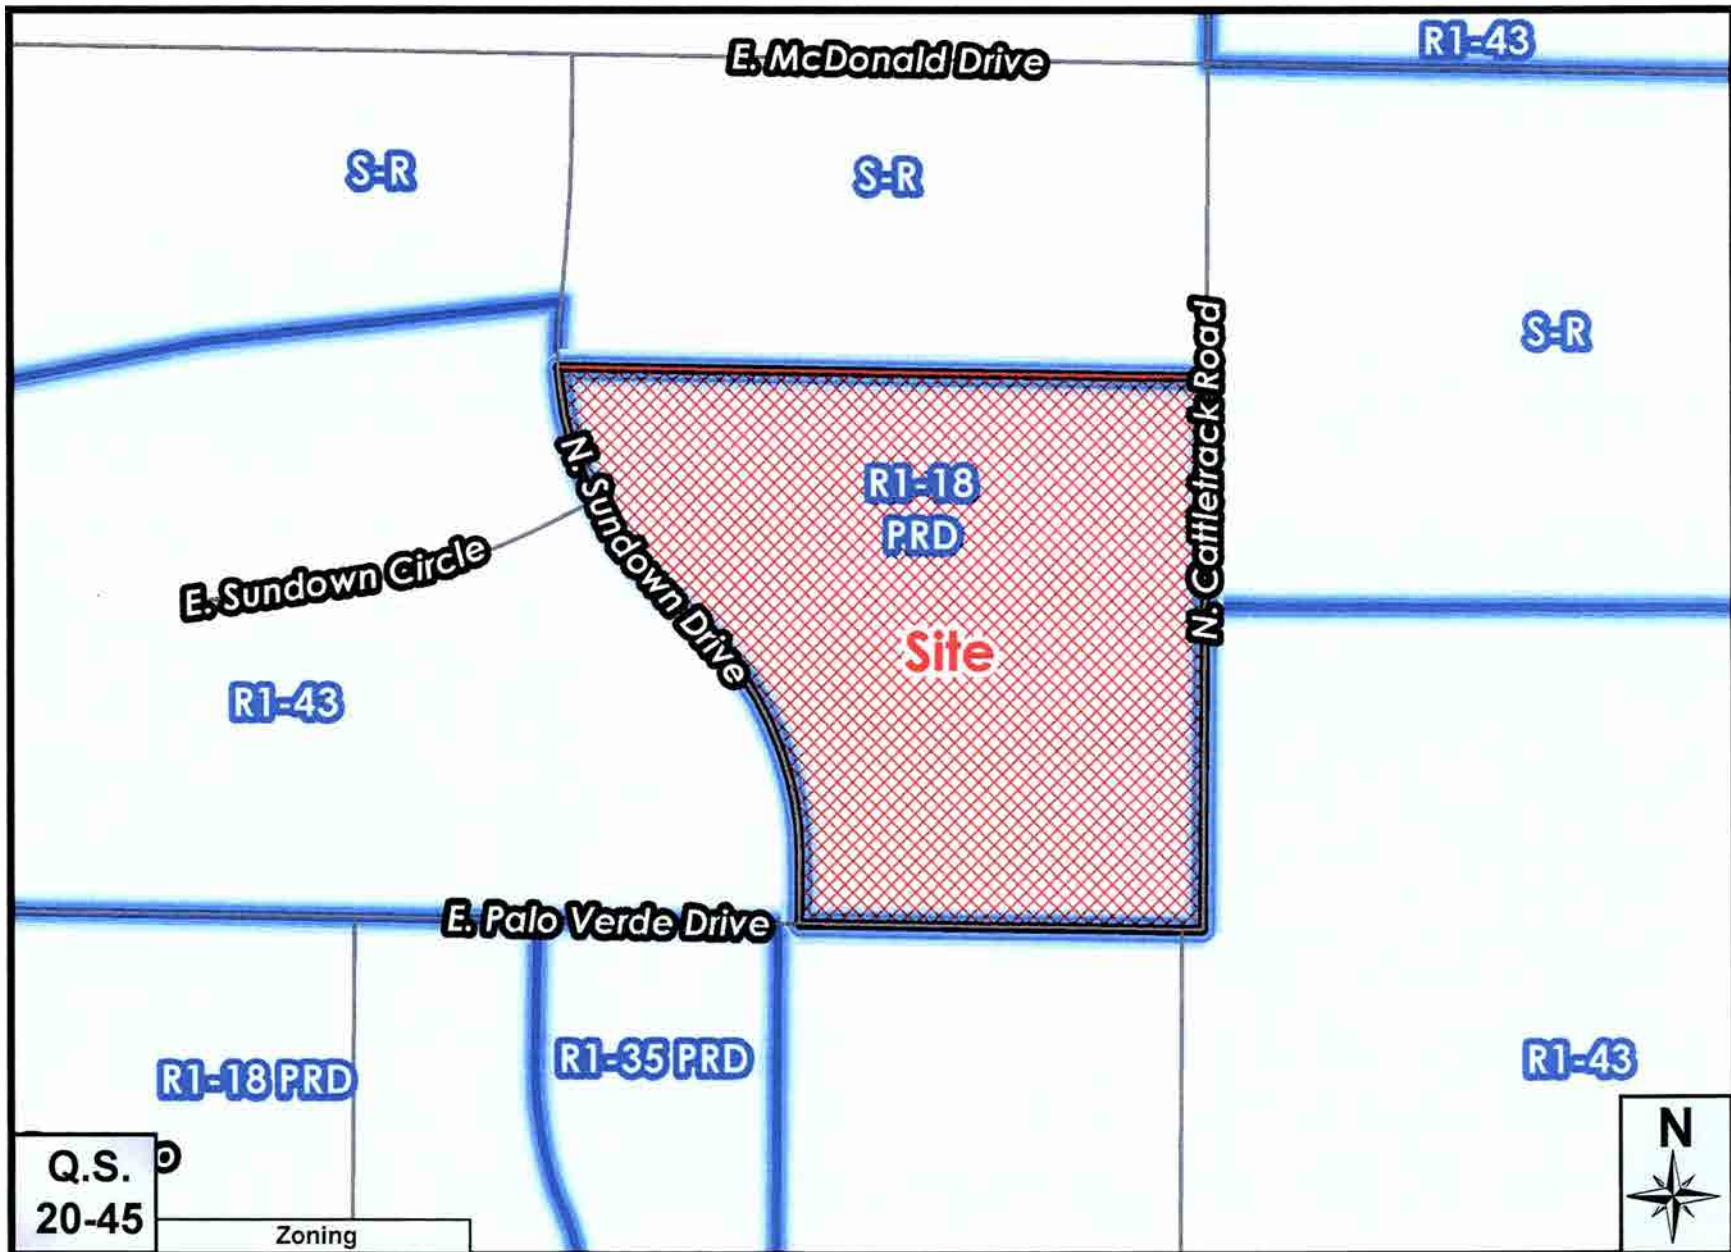 E. McDonald Drive
R1-43
S-R
S-R
S-R
N. Cattletrack Road
R1-18
PRD
N. Sundown Drive
E. Sundown Circle
Site
R1-43
E. Palo Verde Drive
R1-18 PRD
R1-35 PRD
R1-43
Q.S.
20-45
Zoning
N